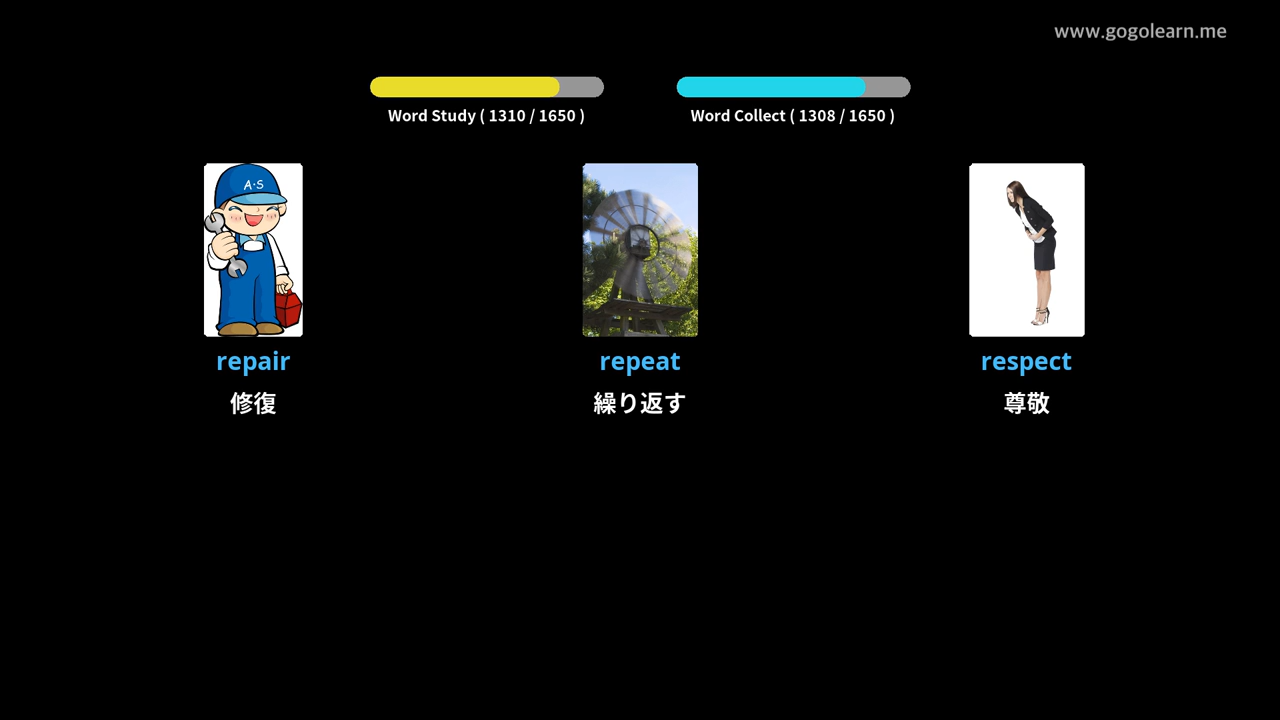 www.gogolearn.me
Word Study ( 1310 / 1650 )
Word Collect ( 1308 / 1650 )
A·S
repair
repeat
respect
修復
繰り返す
尊敬